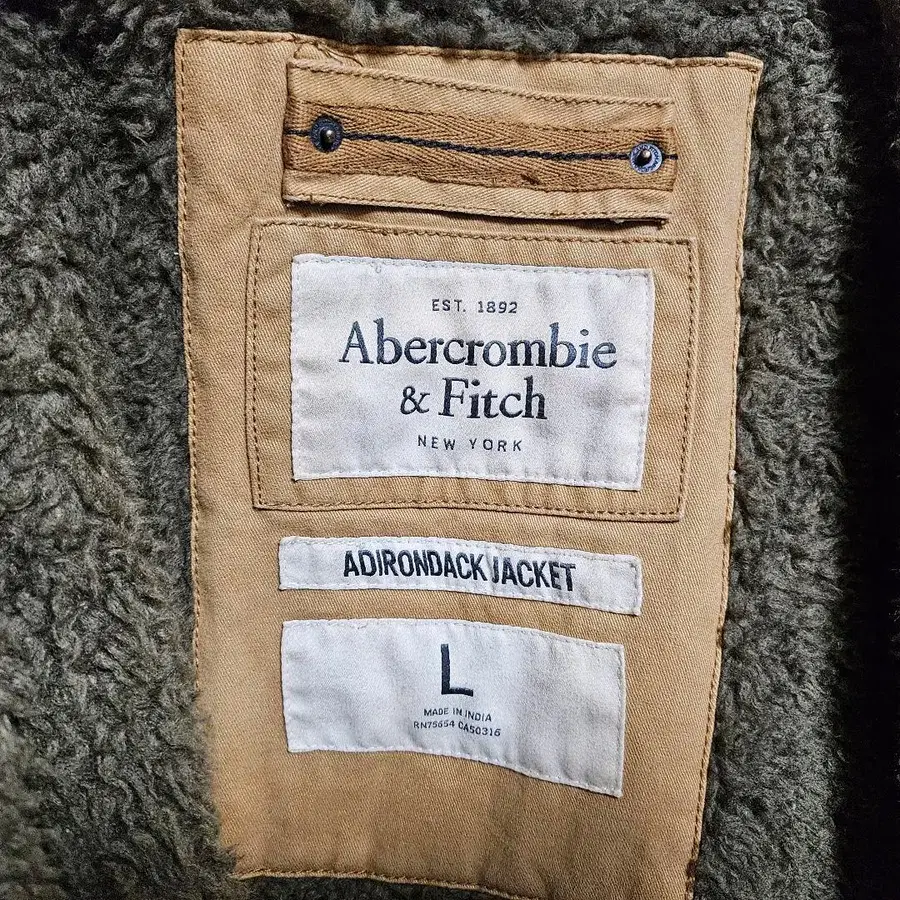 EST. 1892
Abercrombie
& Fitch
NEW YORK
ADIRONDACK JACKET
L
MADE IN INDIA
RN75654 CA50316